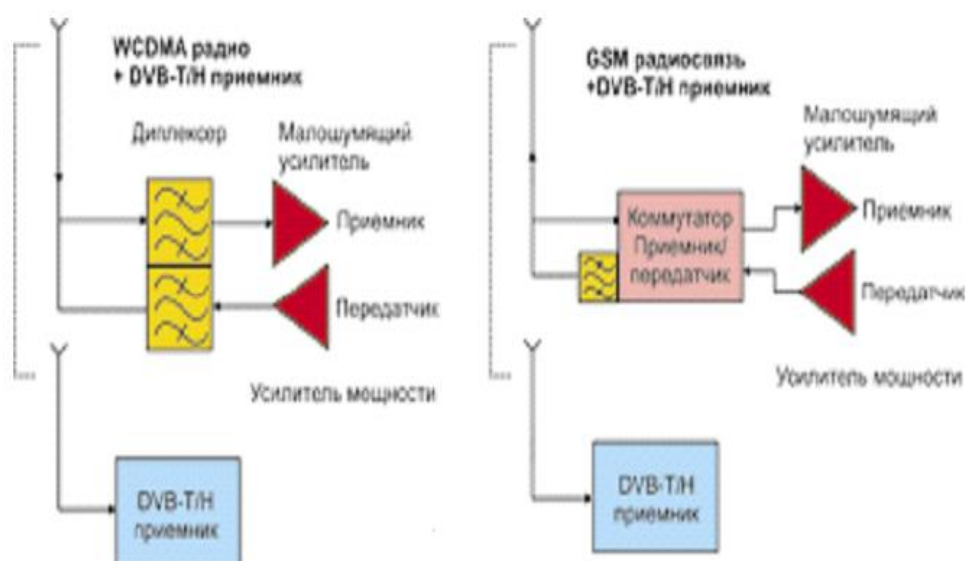 WCDMA радио
+ DVB-T/H приемник
Диплексер
Малошумящий
усилитель
Приемник
Передатчик
Усилитель мощности
DVB-T/H
приемник
GSM радиосвязь
+DVB-T/H приемник
Малошумящий
усилитель
Коммутатор
Приемник/
передатчик
Приемник
Передатчик
Усилитель мощности
DVB-T/H
приемник